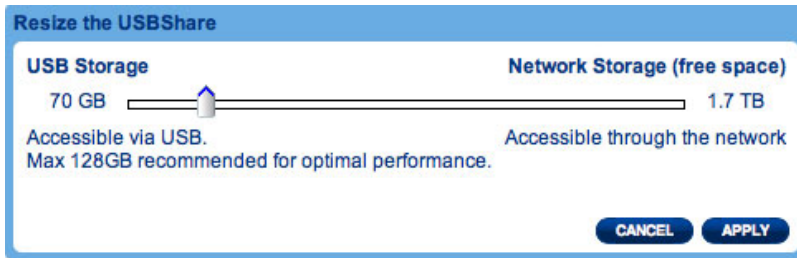 Resize the USBShare
USB Storage Network Storage (free space)
70 GB 1.7 TB
Accessible via USB. Accessible through the network
Max 128GB recommended for optimal performance.
CANCEL APPLY